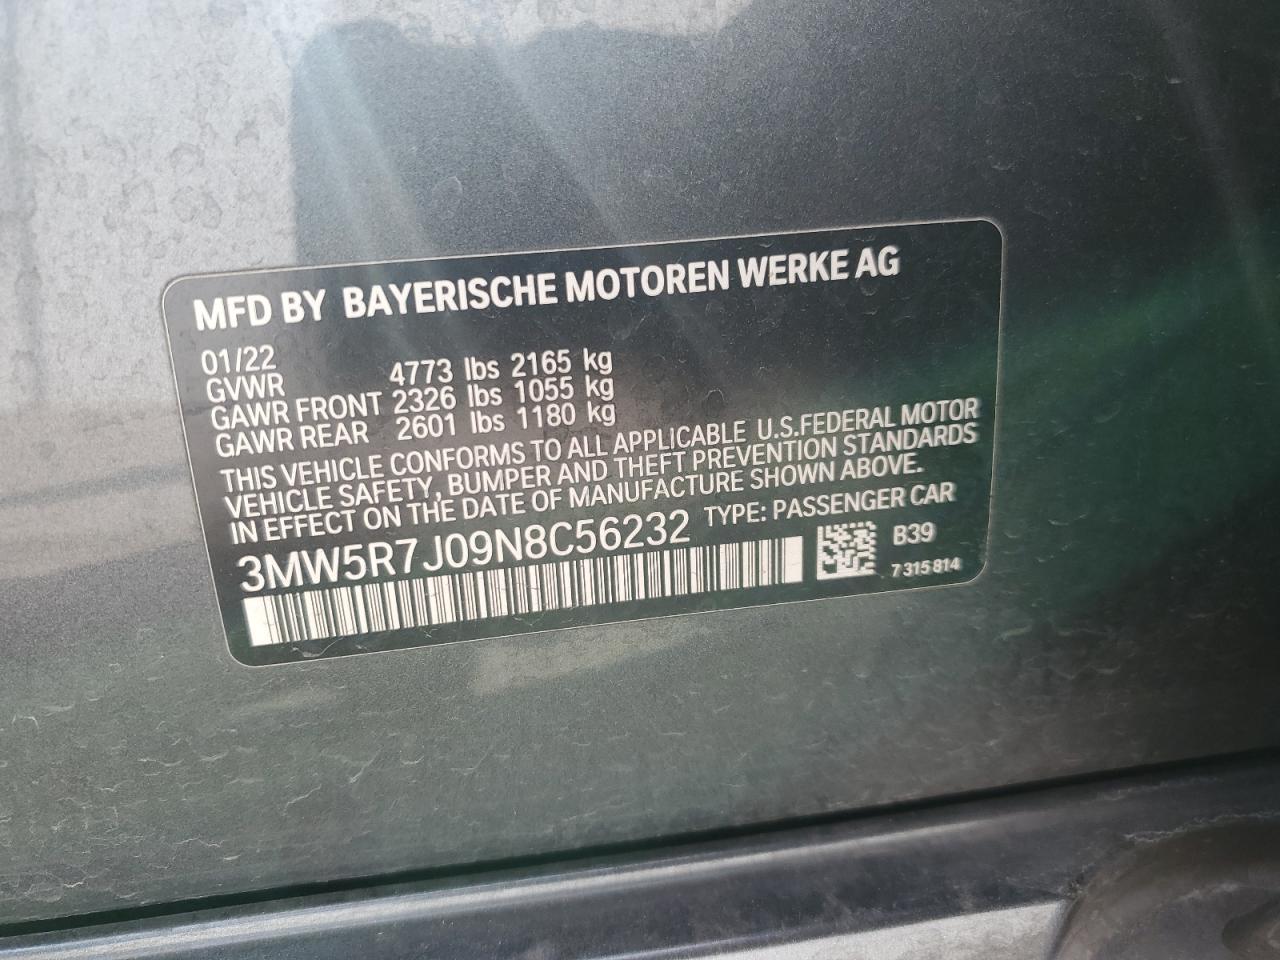 MFD BY BAYERISCHE MOTOREN WERKE AG
01/22
GVWR 4773 lbs 2165 kg
GAWR FRONT 2326 lbs 1055 kg
GAWR REAR 2601 lbs 1180 kg
THIS VEHICLE CONFORMS TO ALL APPLICABLE U.S.FEDERAL MOTOR
VEHICLE SAFETY, BUMPER AND THEFT PREVENTION STANDARDS
IN EFFECT ON THE DATE OF MANUFACTURE SHOWN ABOVE.
3MW5R7J09N8C56232 TYPE: PASSENGER CAR
B39
7 315 814